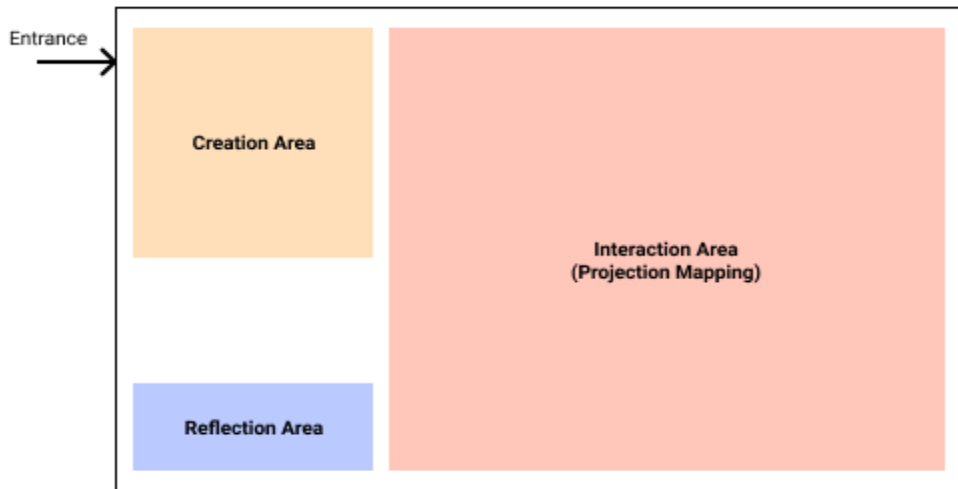 Entrance
Creation Area
Interaction Area
(Projection Mapping)
Reflection Area